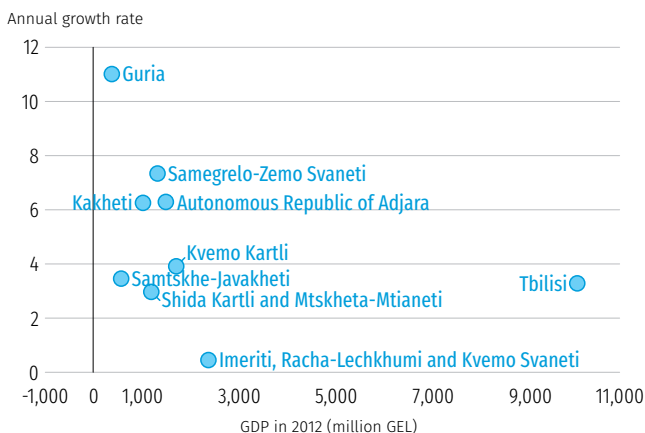 Annual growth rate
12
Guria
10
8
Samegrelo-Zemo Svaneti
Kakheti
Autonomous Republic of Adjara
6
Kvemo Kartli
4
Samtskhe-Javakheti
Tbilisi
Shida Kartli and Mtskheta-Mtianeti
2
Imeriti, Racha-Lechkhumi and Kvemo Svaneti
0
-1,000 0 1,000 3,000 5,000 7,000 9,000 11,000
GDP in 2012 (million GEL)